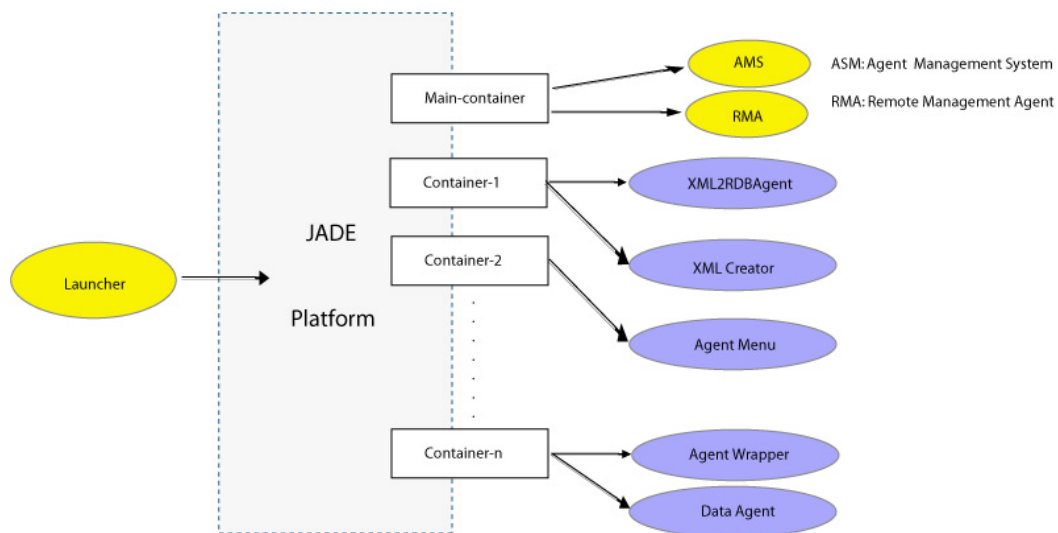 AMS
ASM: Agent Management System
Main-container
RMA
RMA: Remote Management Agent
Container-1
XML2RDBAgent
JADE
Container-2
XML Creator
Launcher
Platform
Agent Menu
Container-n
Agent Wrapper
Data Agent